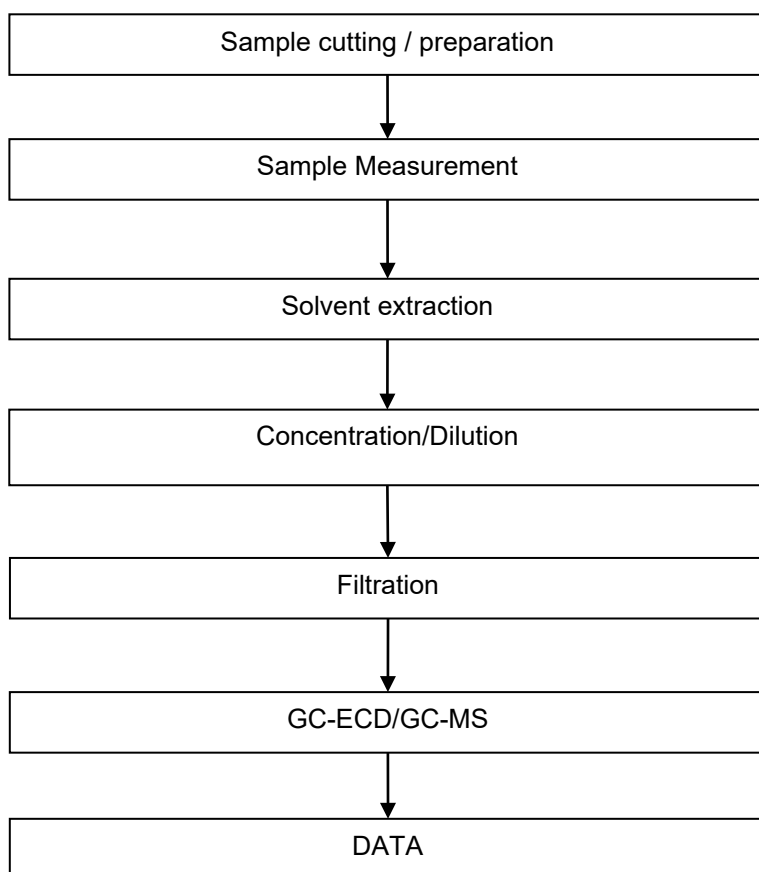 Sample cutting / preparation
Sample Measurement
Solvent extraction
Concentration/Dilution
Filtration
GC-ECD/GC-MS
DATA